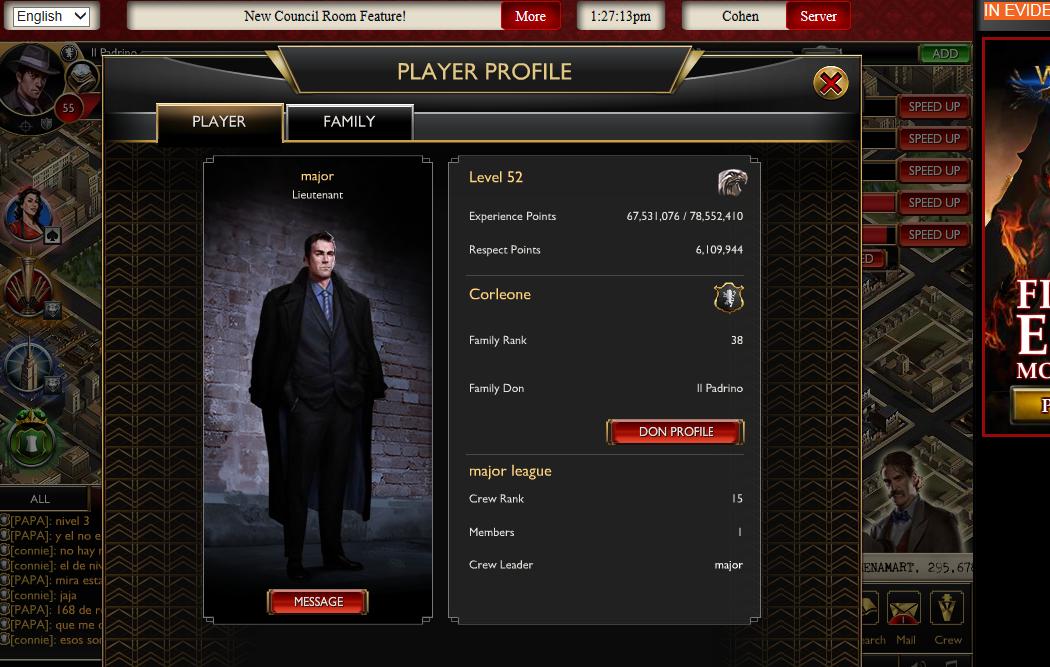 English
New Council Room Feature!
More
1:27:13pm
Cohen
Server
IN EVIDE
Il Padrino
ADD
PLAYER PROFILE
55
PLAYER
FAMILY
SPEED UP
SPEED UP
SPEED UP
SPEED UP
SPEED UP
major
Lieutenant
Level 52
Experience Points 67,531,076 / 78,552,410
Respect Points 6,109,944
Corleone
Family Rank 38
Family Don Il Padrino
DON PROFILE
major league
Crew Rank 15
Members 1
Crew Leader major
MESSAGE
ALL
[PAPA]: nivel 3
[PAPA]: y el no e
[connie]: no hay
[connie]: el de niv
[PAPA]: mira esta
[connie]: jaja
[PAPA]: 168 de r
[PAPA]: que me
[connie]: esos so
ENAMART, 295,67
arch
Mail
Crew
FI
E
MO